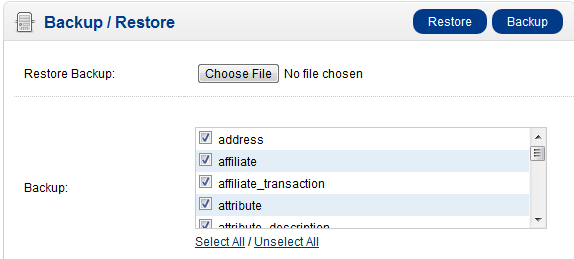 Backup / Restore
Restore
Backup
Restore Backup:
Choose File No file chosen
address
affiliate
affiliate_transaction
attribute
attribute_description
Backup:
Select All / Unselect All